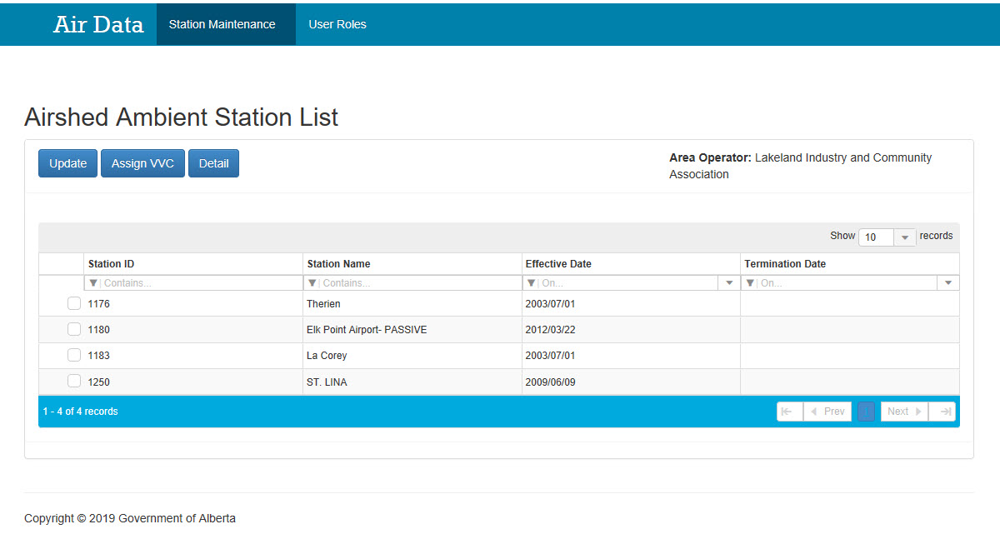 Air Data Station Maintenance User Roles
Airshed Ambient Station List
Update Assign VVC Detail
Area Operator: Lakeland Industry and Community
Association
Show 10 records
Station ID Station Name Effective Date Termination Date
Contains... Contains... On... On...
1176 Therien 2003/07/01
1180 Elk Point Airport- PASSIVE 2012/03/22
1183 La Corey 2003/07/01
1250 ST. LINA 2009/06/09
1 - 4 of 4 records Prev 1 Next
Copyright © 2019 Government of Alberta